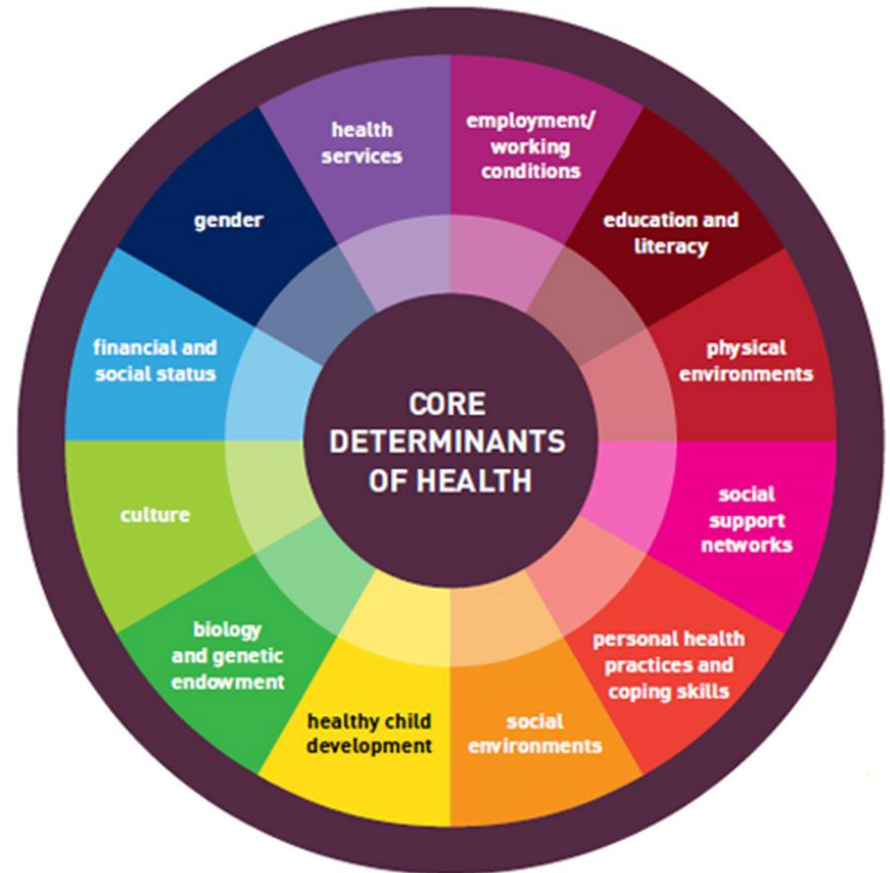 CORE
DETERMINANTS
OF HEALTH
health
services
employment/
working
conditions
education and
literacy
physical
environments
social
support
networks
personal health
practices and
coping skills
social
environments
healthy child
development
biology
and genetic
endowment
culture
financial and
social status
gender